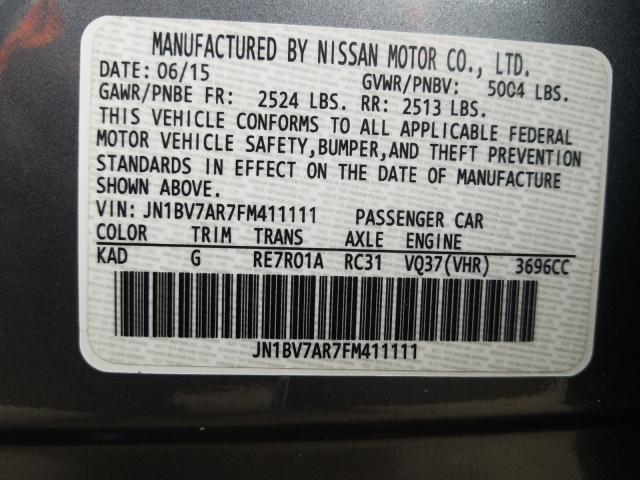 MANUFACTURED BY NISSAN MOTOR CO., LTD.
DATE: 06/15 GVWR/PNBV: 5004 LBS.
GAWR/PNBE FR: 2524 LBS. RR: 2513 LBS.
THIS VEHICLE CONFORMS TO ALL APPLICABLE FEDERAL
MOTOR VEHICLE SAFETY,BUMPER,AND THEFT PREVENTION
STANDARDS IN EFFECT ON THE DATE OF MANUFACTURE
SHOWN ABOVE.
VIN: JN1BV7AR7FM411111 PASSENGER CAR
COLOR TRIM TRANS AXLE ENGINE
KAD G RE7R01A RC31 VQ37(VHR) 3696CC
JN1BV7AR7FM411111